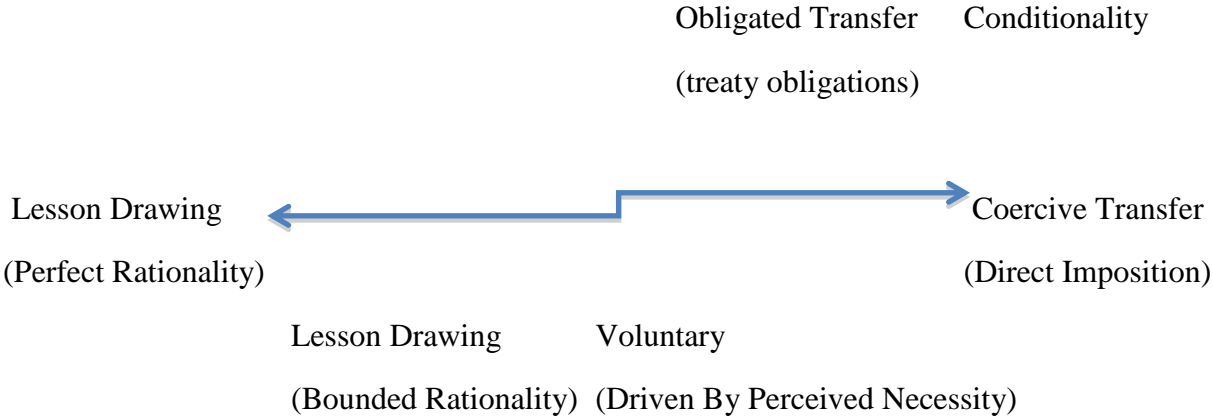 Obligated Transfer Conditionality
(treaty obligations)
Lesson Drawing Coercive Transfer
(Perfect Rationality) (Direct Imposition)
Lesson Drawing Voluntary
(Bounded Rationality) (Driven By Perceived Necessity)